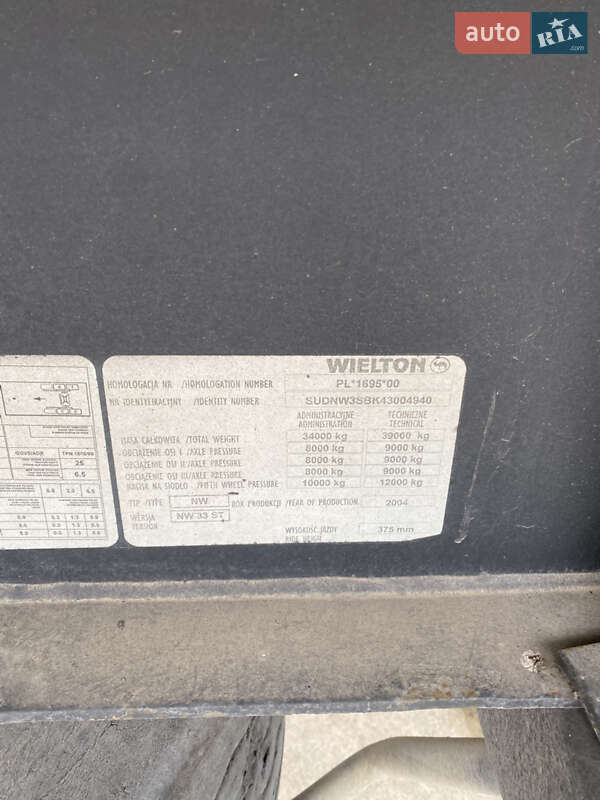 auto RIA.com
WIELTON
HOMOLOGACJA NR /HOMOLOGATION NUMBER PL*1695*00
NR IDENTYFIKACYJNY /IDENTITY NUMBER SUDNW3SBK43004940
ADMINISTRACYJNE TECHNICZNE
ADMINISTRATION TECHNICAL
MASA CAŁKOWITA /TOTAL WEIGHT 34000 kg 39000 kg
OBCIĄŻENIE OSI I /AXLE PRESSURE 8000 kg 9000 kg
OBCIĄŻENIE OSI II /AXLE PRESSURE 8000 kg 9000 kg
OBCIĄŻENIE OSI III /AXLE PRESSURE 8000 kg 9000 kg
NACISK NA SIODŁO /FIFTH WHEEL PRESSURE 10000 kg 12000 kg
TYP /TYPE NW ROK PRODUKCJI /YEAR OF PRODUCTION 2004
WERSJA NW 33 ST
VERSION
WYSOKOŚĆ JAZDY 375 mm
RIDE HEIGHT
25
6.5